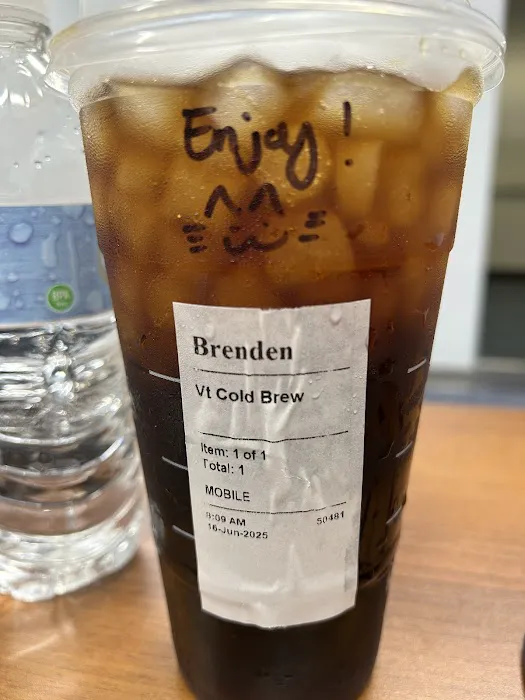 Enjoy!
Brenden
Vt Cold Brew
Item: 1 of 1
Total: 1
MOBILE
8:09 AM 50481
16-Jun-2025